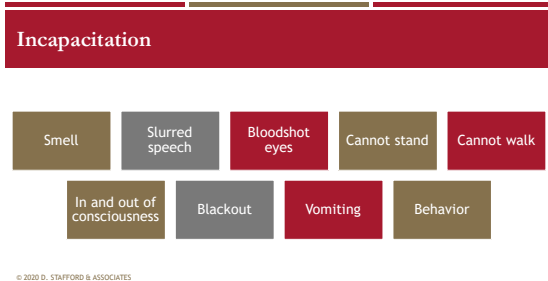 Incapacitation
Smell
Slurred
speech
Bloodshot
eyes
Cannot stand
Cannot walk
In and out of
consciousness
Blackout
Vomiting
Behavior
© 2020 D. STAFFORD & ASSOCIATES